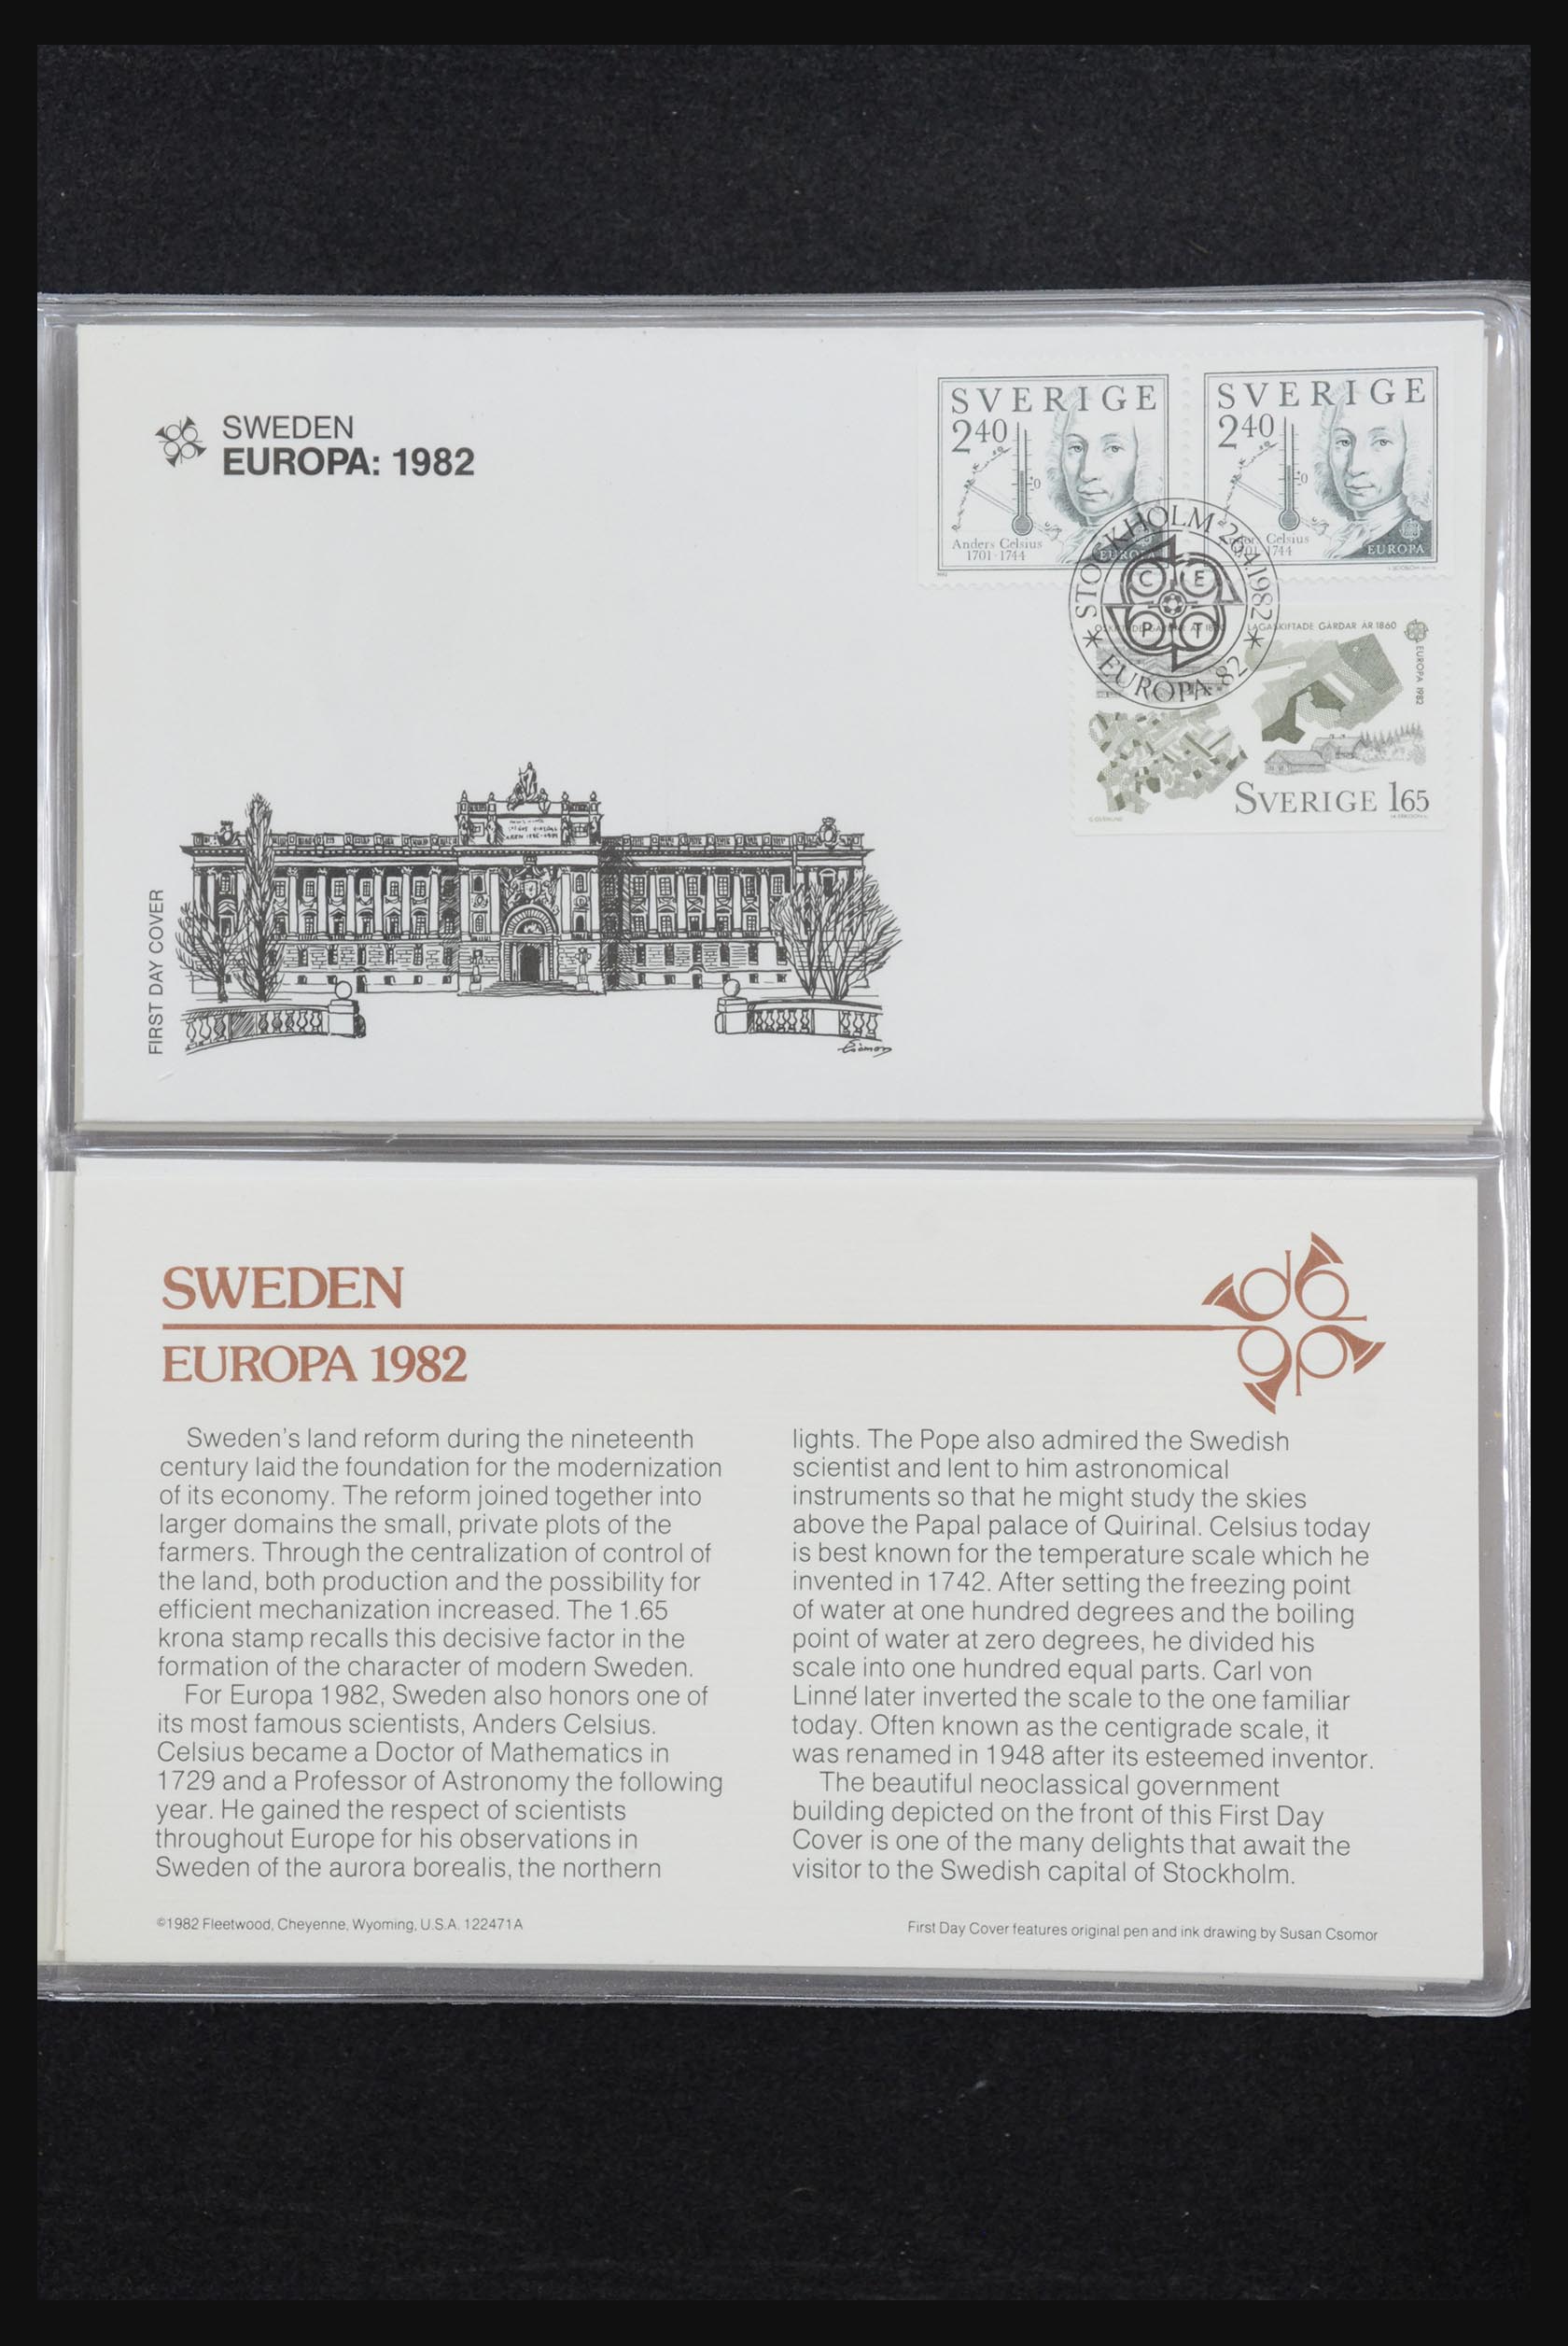 SWEDEN
EUROPA: 1982
SVERIGE
2.40
0
Anders Celsius
1701-1744
EUROPA
SVERIGE
2.40
0
Celsius
1744
EUROPA
STOCKHOLM 29.4.1982
C E P T
EUROPA 82
LAGASKIFTADE GÅRDAR ÅR 1860
EUROPA 1982
SVERIGE 1.65
FIRST DAY COVER
Csomor
SWEDEN
EUROPA 1982
Sweden's land reform during the nineteenth
century laid the foundation for the modernization
of its economy. The reform joined together into
larger domains the small, private plots of the
farmers. Through the centralization of control of
the land, both production and the possibility for
efficient mechanization increased. The 1.65
krona stamp recalls this decisive factor in the
formation of the character of modern Sweden.
For Europa 1982, Sweden also honors one of
its most famous scientists, Anders Celsius.
Celsius became a Doctor of Mathematics in
1729 and a Professor of Astronomy the following
year. He gained the respect of scientists
throughout Europe for his observations in
Sweden of the aurora borealis, the northern
lights. The Pope also admired the Swedish
scientist and lent to him astronomical
instruments so that he might study the skies
above the Papal palace of Quirinal. Celsius today
is best known for the temperature scale which he
invented in 1742. After setting the freezing point
of water at one hundred degrees and the boiling
point of water at zero degrees, he divided his
scale into one hundred equal parts. Carl von
Linné later inverted the scale to the one familiar
today. Often known as the centigrade scale, it
was renamed in 1948 after its esteemed inventor.
The beautiful neoclassical government
building depicted on the front of this First Day
Cover is one of the many delights that await the
visitor to the Swedish capital of Stockholm.
©1982 Fleetwood, Cheyenne, Wyoming, U.S.A. 122471A
First Day Cover features original pen and ink drawing by Susan Csomor